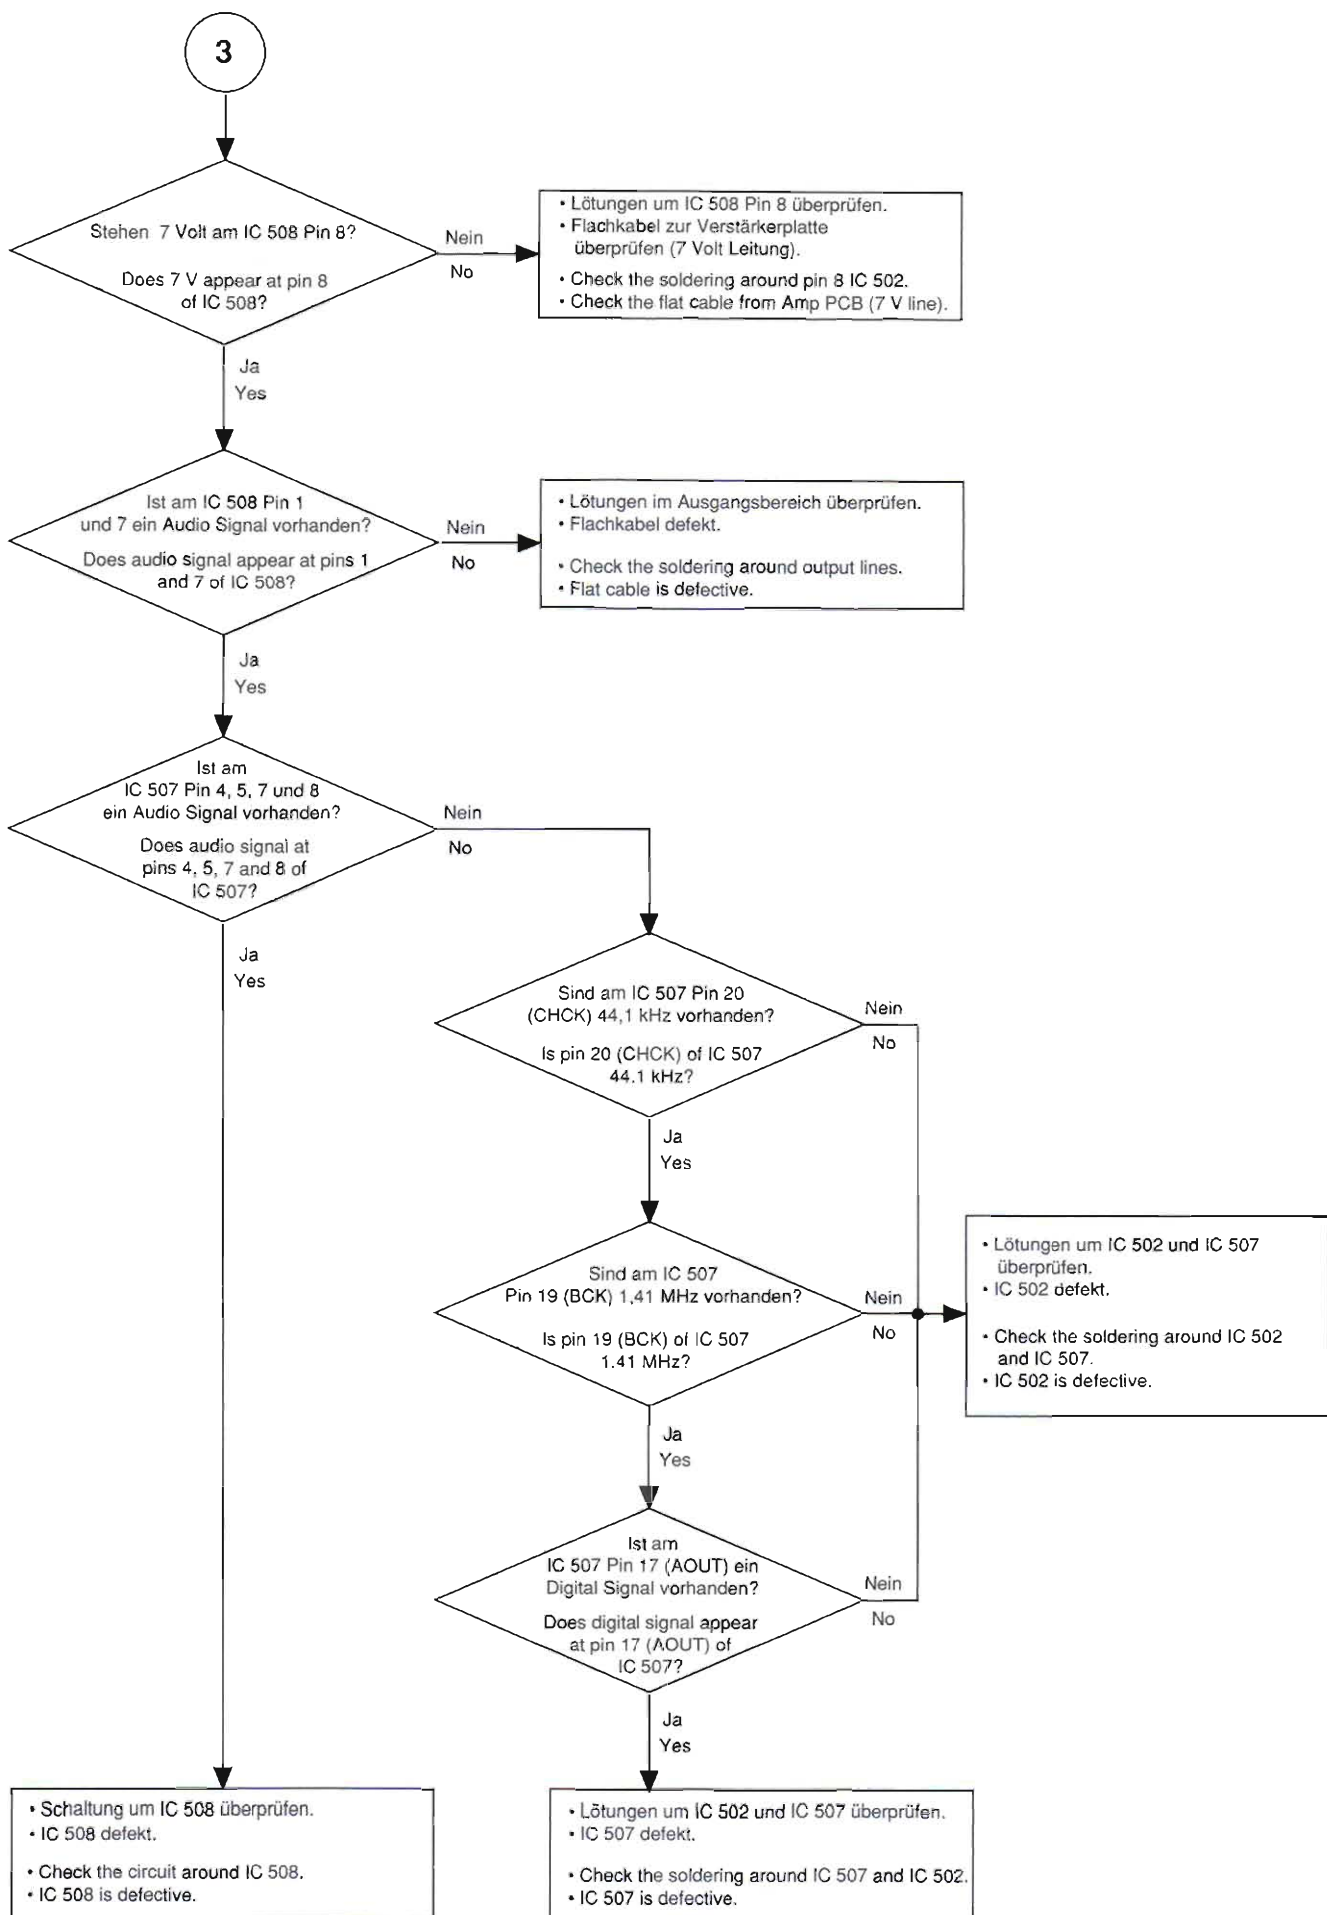 3
Stehen 7 Volt am IC 508 Pin 8?
Does 7 V appear at pin 8
of IC 508?
Nein
No
• Lötungen um IC 508 Pin 8 überprüfen.
• Flachkabel zur Verstärkerplatte
überprüfen (7 Volt Leitung).
• Check the soldering around pin 8 IC 502.
• Check the flat cable from Amp PCB (7 V line).
Ja
Yes
Ist am IC 508 Pin 1
und 7 ein Audio Signal vorhanden?
Does audio signal appear at pins 1
and 7 of IC 508?
Nein
No
• Lötungen im Ausgangsbereich überprüfen.
• Flachkabel defekt.
• Check the soldering around output lines.
• Flat cable is defective.
Ja
Yes
Ist am
IC 507 Pin 4, 5, 7 und 8
ein Audio Signal vorhanden?
Does audio signal at
pins 4, 5, 7 and 8 of
IC 507?
Nein
No
Ja
Yes
Sind am IC 507 Pin 20
(CHCK) 44,1 kHz vorhanden?
Is pin 20 (CHCK) of IC 507
44.1 kHz?
Nein
No
Ja
Yes
Sind am IC 507
Pin 19 (BCK) 1,41 MHz vorhanden?
Is pin 19 (BCK) of IC 507
1.41 MHz?
Nein
No
• Lötungen um IC 502 und IC 507
überprüfen.
• IC 502 defekt.
• Check the soldering around IC 502
and IC 507.
• IC 502 is defective.
Ja
Yes
Ist am
IC 507 Pin 17 (AOUT) ein
Digital Signal vorhanden?
Does digital signal appear
at pin 17 (AOUT) of
IC 507?
Nein
No
Ja
Yes
• Schaltung um IC 508 überprüfen.
• IC 508 defekt.
• Check the circuit around IC 508.
• IC 508 is defective.
• Lötungen um IC 502 und IC 507 überprüfen.
• IC 507 defekt.
• Check the soldering around IC 507 and IC 502.
• IC 507 is defective.